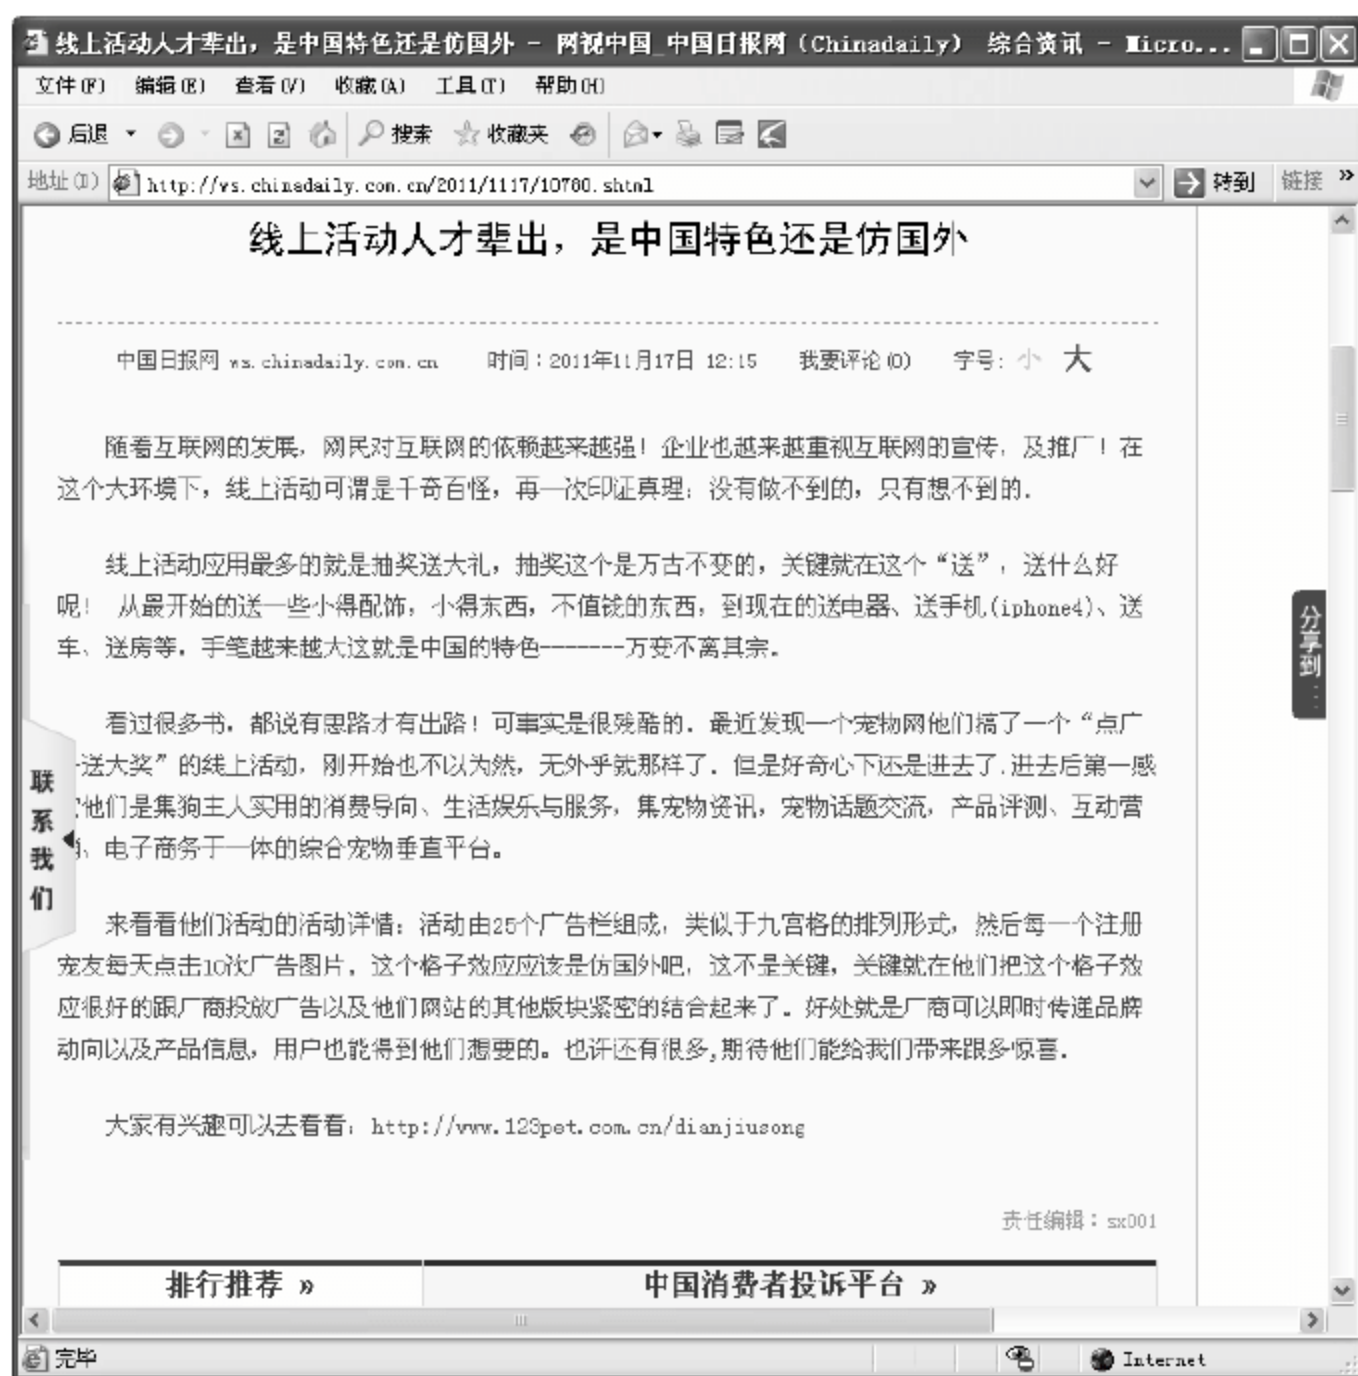 线上活动人才辈出，是中国特色还是仿国外 - 网视中国_中国日报网（Chinadaily） 综合资讯 - Micro...
文件(F) 编辑(E) 查看(V) 收藏(A) 工具(T) 帮助(H)
后退 搜索 收藏夹
地址(D) http://ws.chinadaily.com.cn/2011/1117/10780.shtml 转到 链接 »
线上活动人才辈出，是中国特色还是仿国外
中国日报网 ws.chinadaily.com.cn 时间：2011年11月17日 12:15 我要评论(0) 字号: 小 大
随着互联网的发展，网民对互联网的依赖越来越强！企业也越来越重视互联网的宣传，及推广！在
这个大环境下，线上活动可谓是千奇百怪，再一次印证真理：没有做不到的，只有想不到的.
线上活动应用最多的就是抽奖送大礼，抽奖这个是万古不变的，关键就在这个“送”，送什么好
呢！ 从最开始的送一些小得配饰，小得东西，不值钱的东西，到现在的送电器、送手机(iphone4)、送
车、送房等，手笔越来越大这就是中国的特色-------万变不离其宗.
看过很多书，都说有思路才有出路！可事实是很残酷的．最近发现一个宠物网他们搞了一个“点广
送大奖”的线上活动，刚开始也不以为然，无外乎就那样了．但是好奇心下还是进去了.进去后第一感
他们是集狗主人实用的消费导向、生活娱乐与服务，集宠物资讯，宠物话题交流，产品评测、互动营
、电子商务于一体的综合宠物垂直平台。
来看看他们活动的活动详情：活动由25个广告栏组成，类似于九宫格的排列形式，然后每一个注册
宠友每天点击10次广告图片，这个格子效应应该是仿国外吧，这不是关键，关键就在他们把这个格子效
应很好的跟厂商投放广告以及他们网站的其他版块紧密的结合起来了。好处就是厂商可以即时传递品牌
动向以及产品信息，用户也能得到他们想要的。也许还有很多,期待他们能给我们带来跟多惊喜.
大家有兴趣可以去看看：http://www.123pet.com.cn/dianjiusong
责任编辑：sx001
排行推荐 » 中国消费者投诉平台 »
联系我们
分享到
完毕 Internet